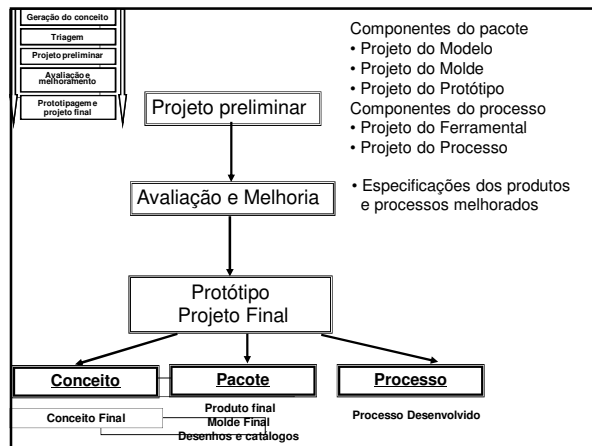 Geração do conceito
Triagem
Projeto preliminar
Avaliação e
melhoramento
Prototipagem e
projeto final
Projeto preliminar
Avaliação e Melhoria
Protótipo
Projeto Final
Componentes do pacote
• Projeto do Modelo
• Projeto do Molde
• Projeto do Protótipo
Componentes do processo
• Projeto do Ferramental
• Projeto do Processo
• Especificações dos produtos
e processos melhorados
Conceito
Pacote
Processo
Conceito Final
Produto final
Molde Final
Desenhos e catálogos
Processo Desenvolvido